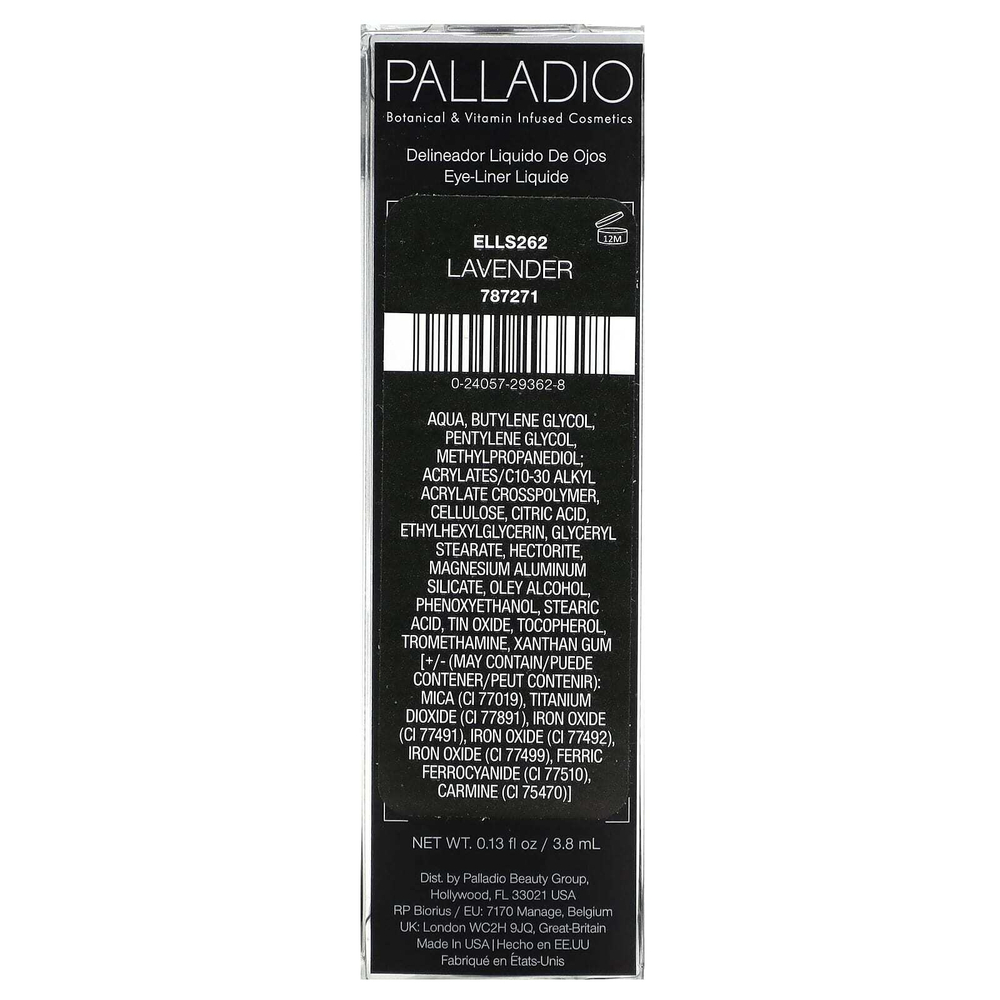 PALLADIO
Botanical & Vitamin Infused Cosmetics
Delineador Liquido De Ojos
Eye-Liner Liquide
12M
ELLS262
LAVENDER
787271
0-24057-29362-8
AQUA, BUTYLENE GLYCOL,
PENTYLENE GLYCOL,
METHYLPROPANEDIOL;
ACRYLATES/C10-30 ALKYL
ACRYLATE CROSSPOLYMER,
CELLULOSE, CITRIC ACID,
ETHYLHEXYLGLYCERIN, GLYCERYL
STEARATE, HECTORITE,
MAGNESIUM ALUMINUM
SILICATE, OLEY ALCOHOL,
PHENOXYETHANOL, STEARIC
ACID, TIN OXIDE, TOCOPHEROL,
TROMETHAMINE, XANTHAN GUM
[+/- (MAY CONTAIN/PUEDE
CONTENER/PEUT CONTENIR):
MICA (CI 77019), TITANIUM
DIOXIDE (CI 77891), IRON OXIDE
(CI 77491), IRON OXIDE (CI 77492),
IRON OXIDE (CI 77499), FERRIC
FERROCYANIDE (CI 77510),
CARMINE (CI 75470)]
NET WT. 0.13 fl oz / 3.8 mL
Dist. by Palladio Beauty Group,
Hollywood, FL 33021 USA
RP Biorius / EU: 7170 Manage, Belgium
UK: London WC2H 9JQ, Great-Britain
Made In USA | Hecho en EE.UU
Fabriqué en États-Unis